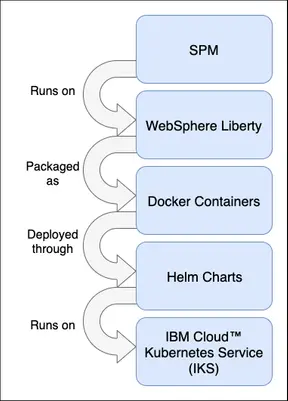 SPM
Runs on
WebSphere Liberty
Packaged
as
Docker Containers
Deployed
through
Helm Charts
Runs on
IBM Cloud™
Kubernetes Service
(IKS)